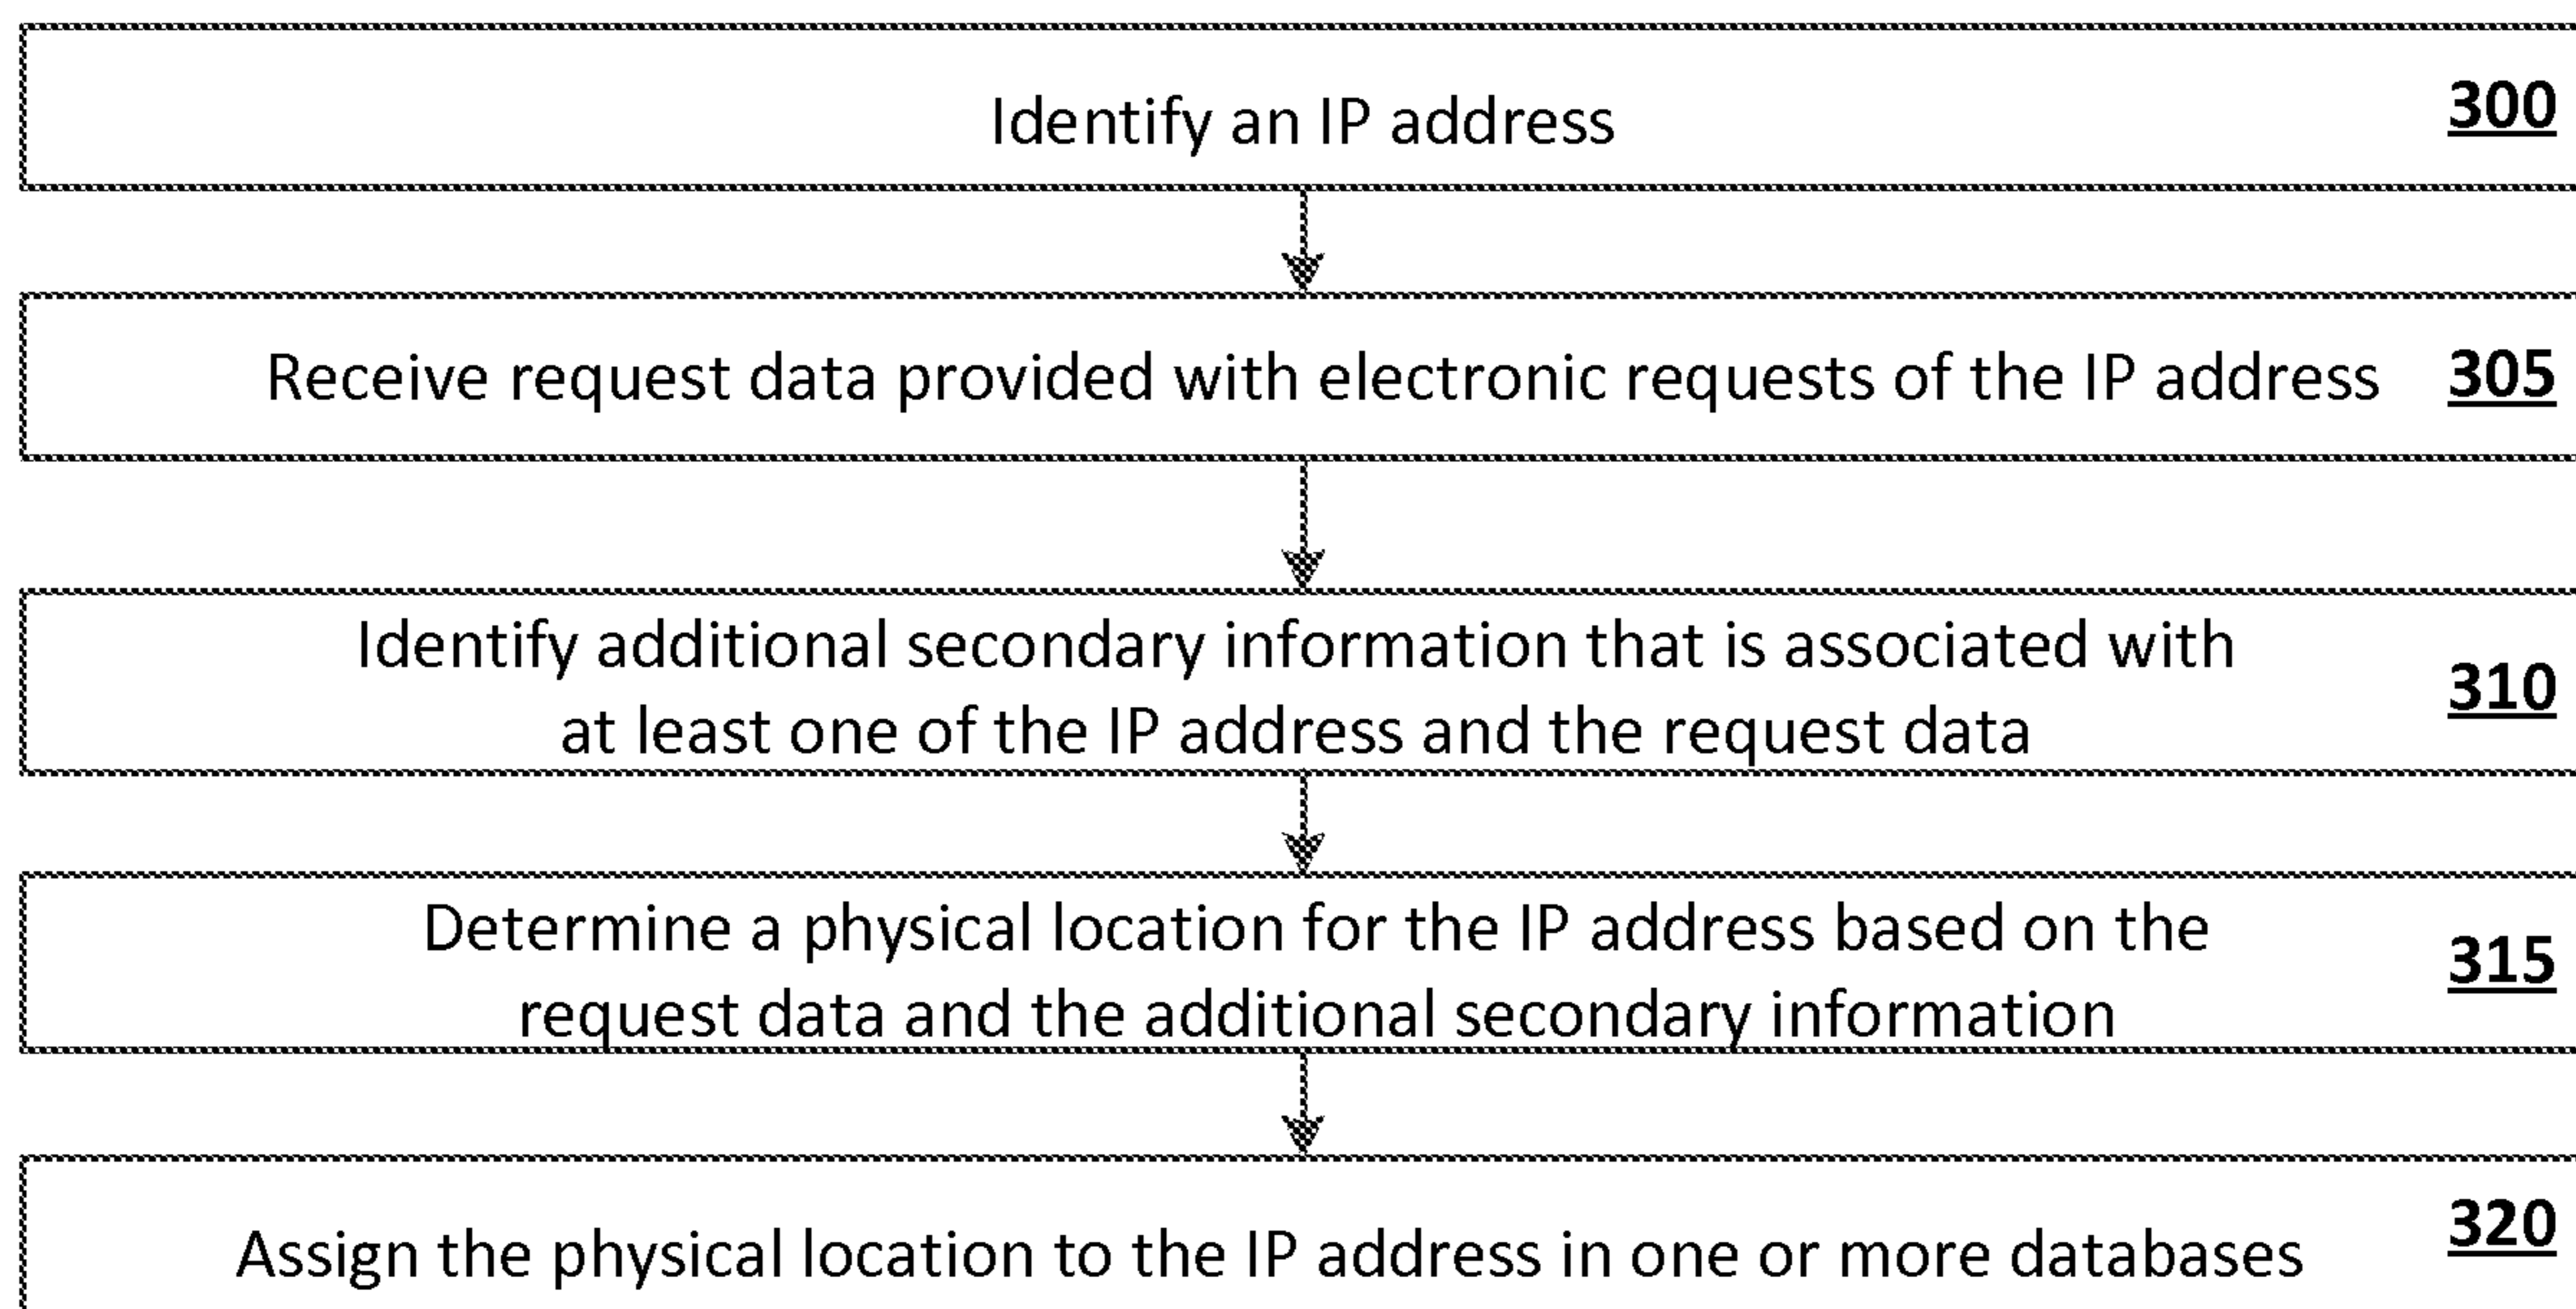 Identify an IP address 300
Receive request data provided with electronic requests of the IP address 305
Identify additional secondary information that is associated with
at least one of the IP address and the request data
310
Determine a physical location for the IP address based on the
request data and the additional secondary information
315
Assign the physical location to the IP address in one or more databases
320